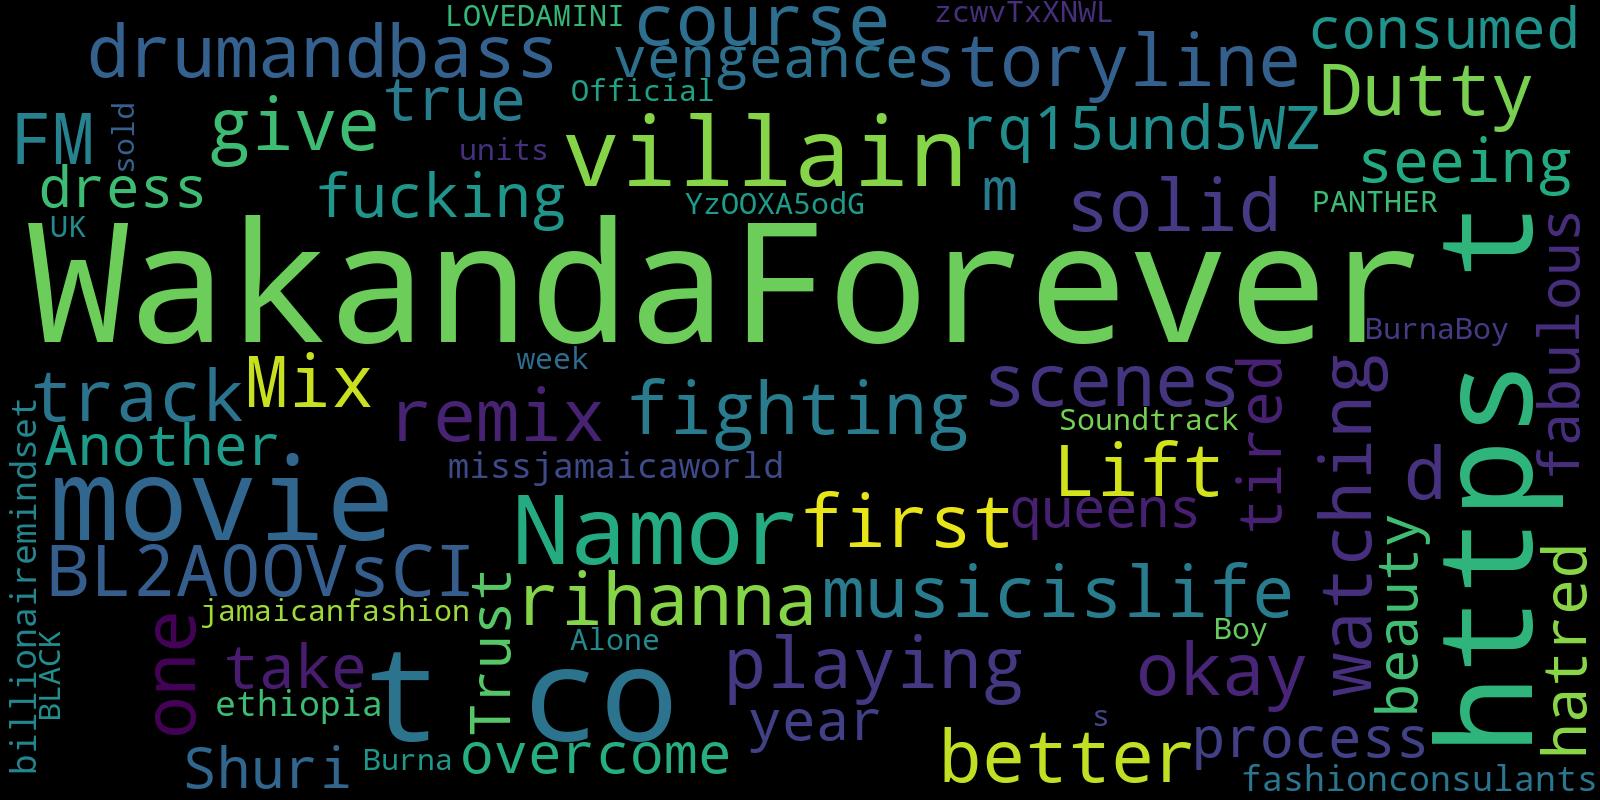 LOVEDAMINI
course
zcwvTxXNWL
consumed
drumandbass
vengeance
storyline
Dutty
Official
true
FM
sold
give
units
villain
rq15und5WZ
seeing
dress
fucking
YzOOXA5odG
m
solid
PANTHER
UK
WakandaForever
https t
fabulous
BurnaBoy
week
track
Mix
remix
fighting
scenes
tired
watching
Soundtrack
Another
missjamaicaworld
Lift
d
movie
Namor
first
queens
billionairemindset
BL2AOOVsCI
rihanna
musicislife
beauty
hatred
jamaicanfashion
Trust
Alone
Boy
BLACK
one
take
t co
playing
okay
ethiopia
year
s
Shuri
Burna
overcome
better
process
fashionconsulants